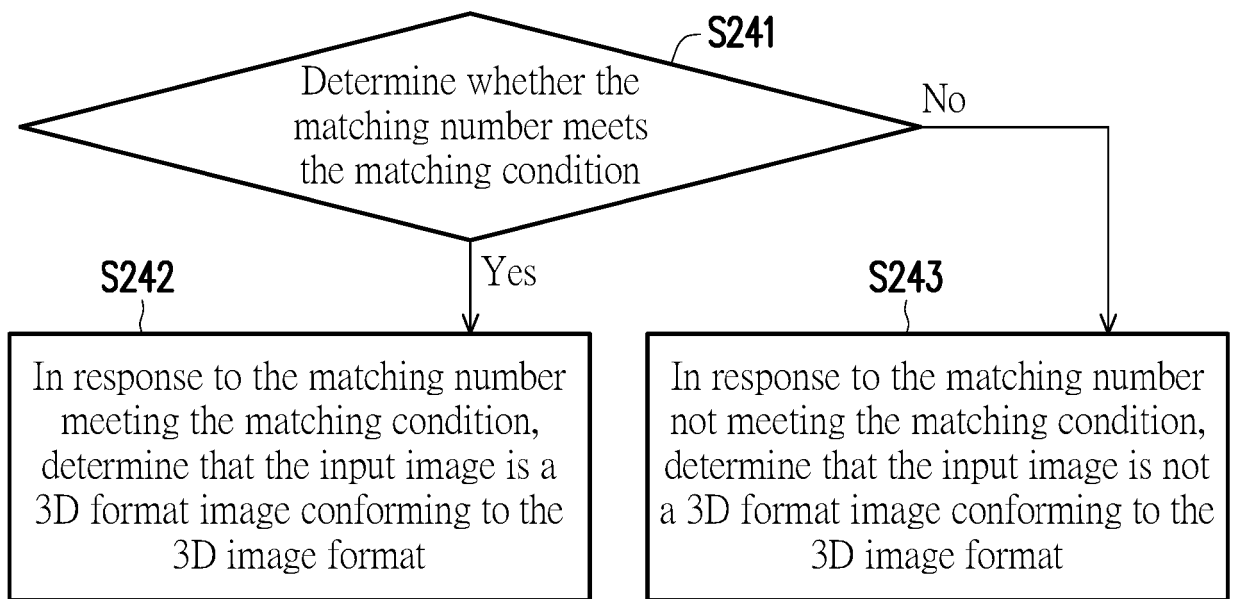 S241
Determine whether the
matching number meets
the matching condition
No
Yes
S242
In response to the matching number
meeting the matching condition,
determine that the input image is a
3D format image conforming to the
3D image format
S243
In response to the matching number
not meeting the matching condition,
determine that the input image is not
a 3D format image conforming to the
3D image format